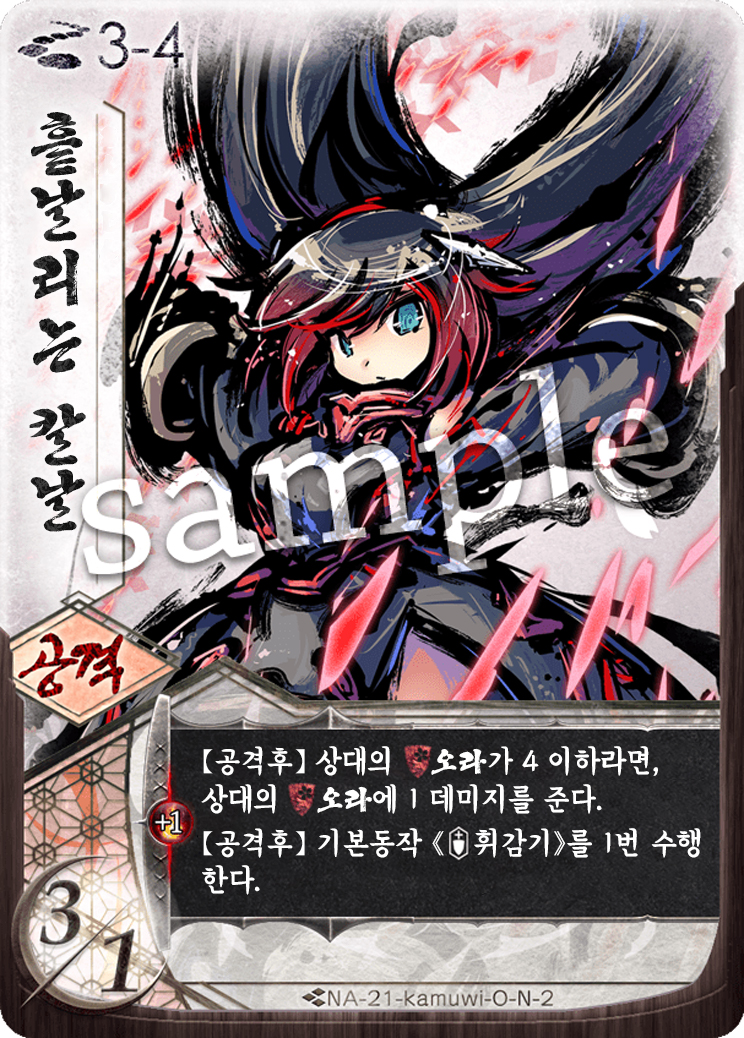 3-4
흩날리는 칼날
sample
공격
【공격후】 상대의 오라가 4 이하라면,
상대의 오라에 1 데미지를 준다.
+1
【공격후】 기본동작 《휘감기》를 1번 수행
한다.
3/1
NA-21-kamuwi-O-N-2